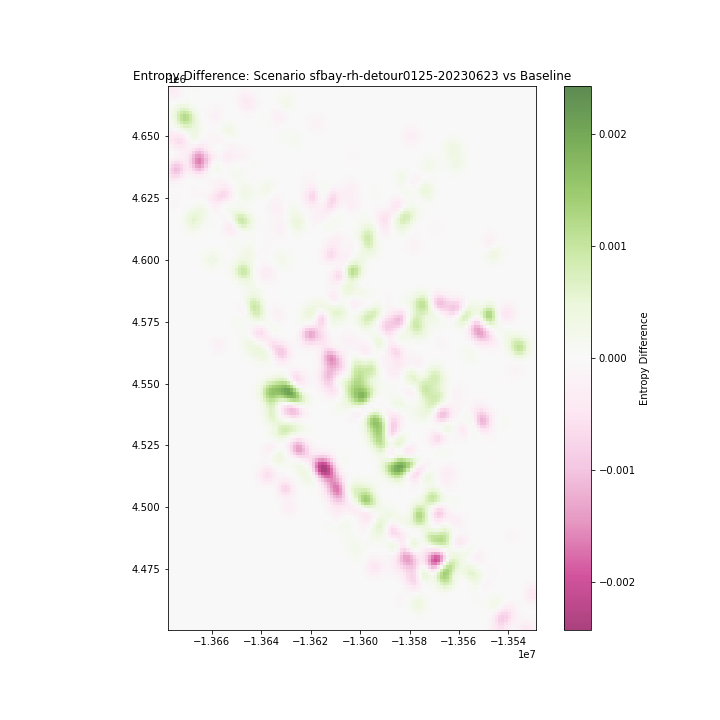 Entropy Difference: Scenario sfbay-rh-detour0125-20230623 vs Baseline
1e6
4.650
4.625
4.600
4.575
4.550
4.525
4.500
4.475
−1.366 −1.364 −1.362 −1.360 −1.358 −1.356 −1.354
1e7
0.002
0.001
0.000
−0.001
−0.002
Entropy Difference